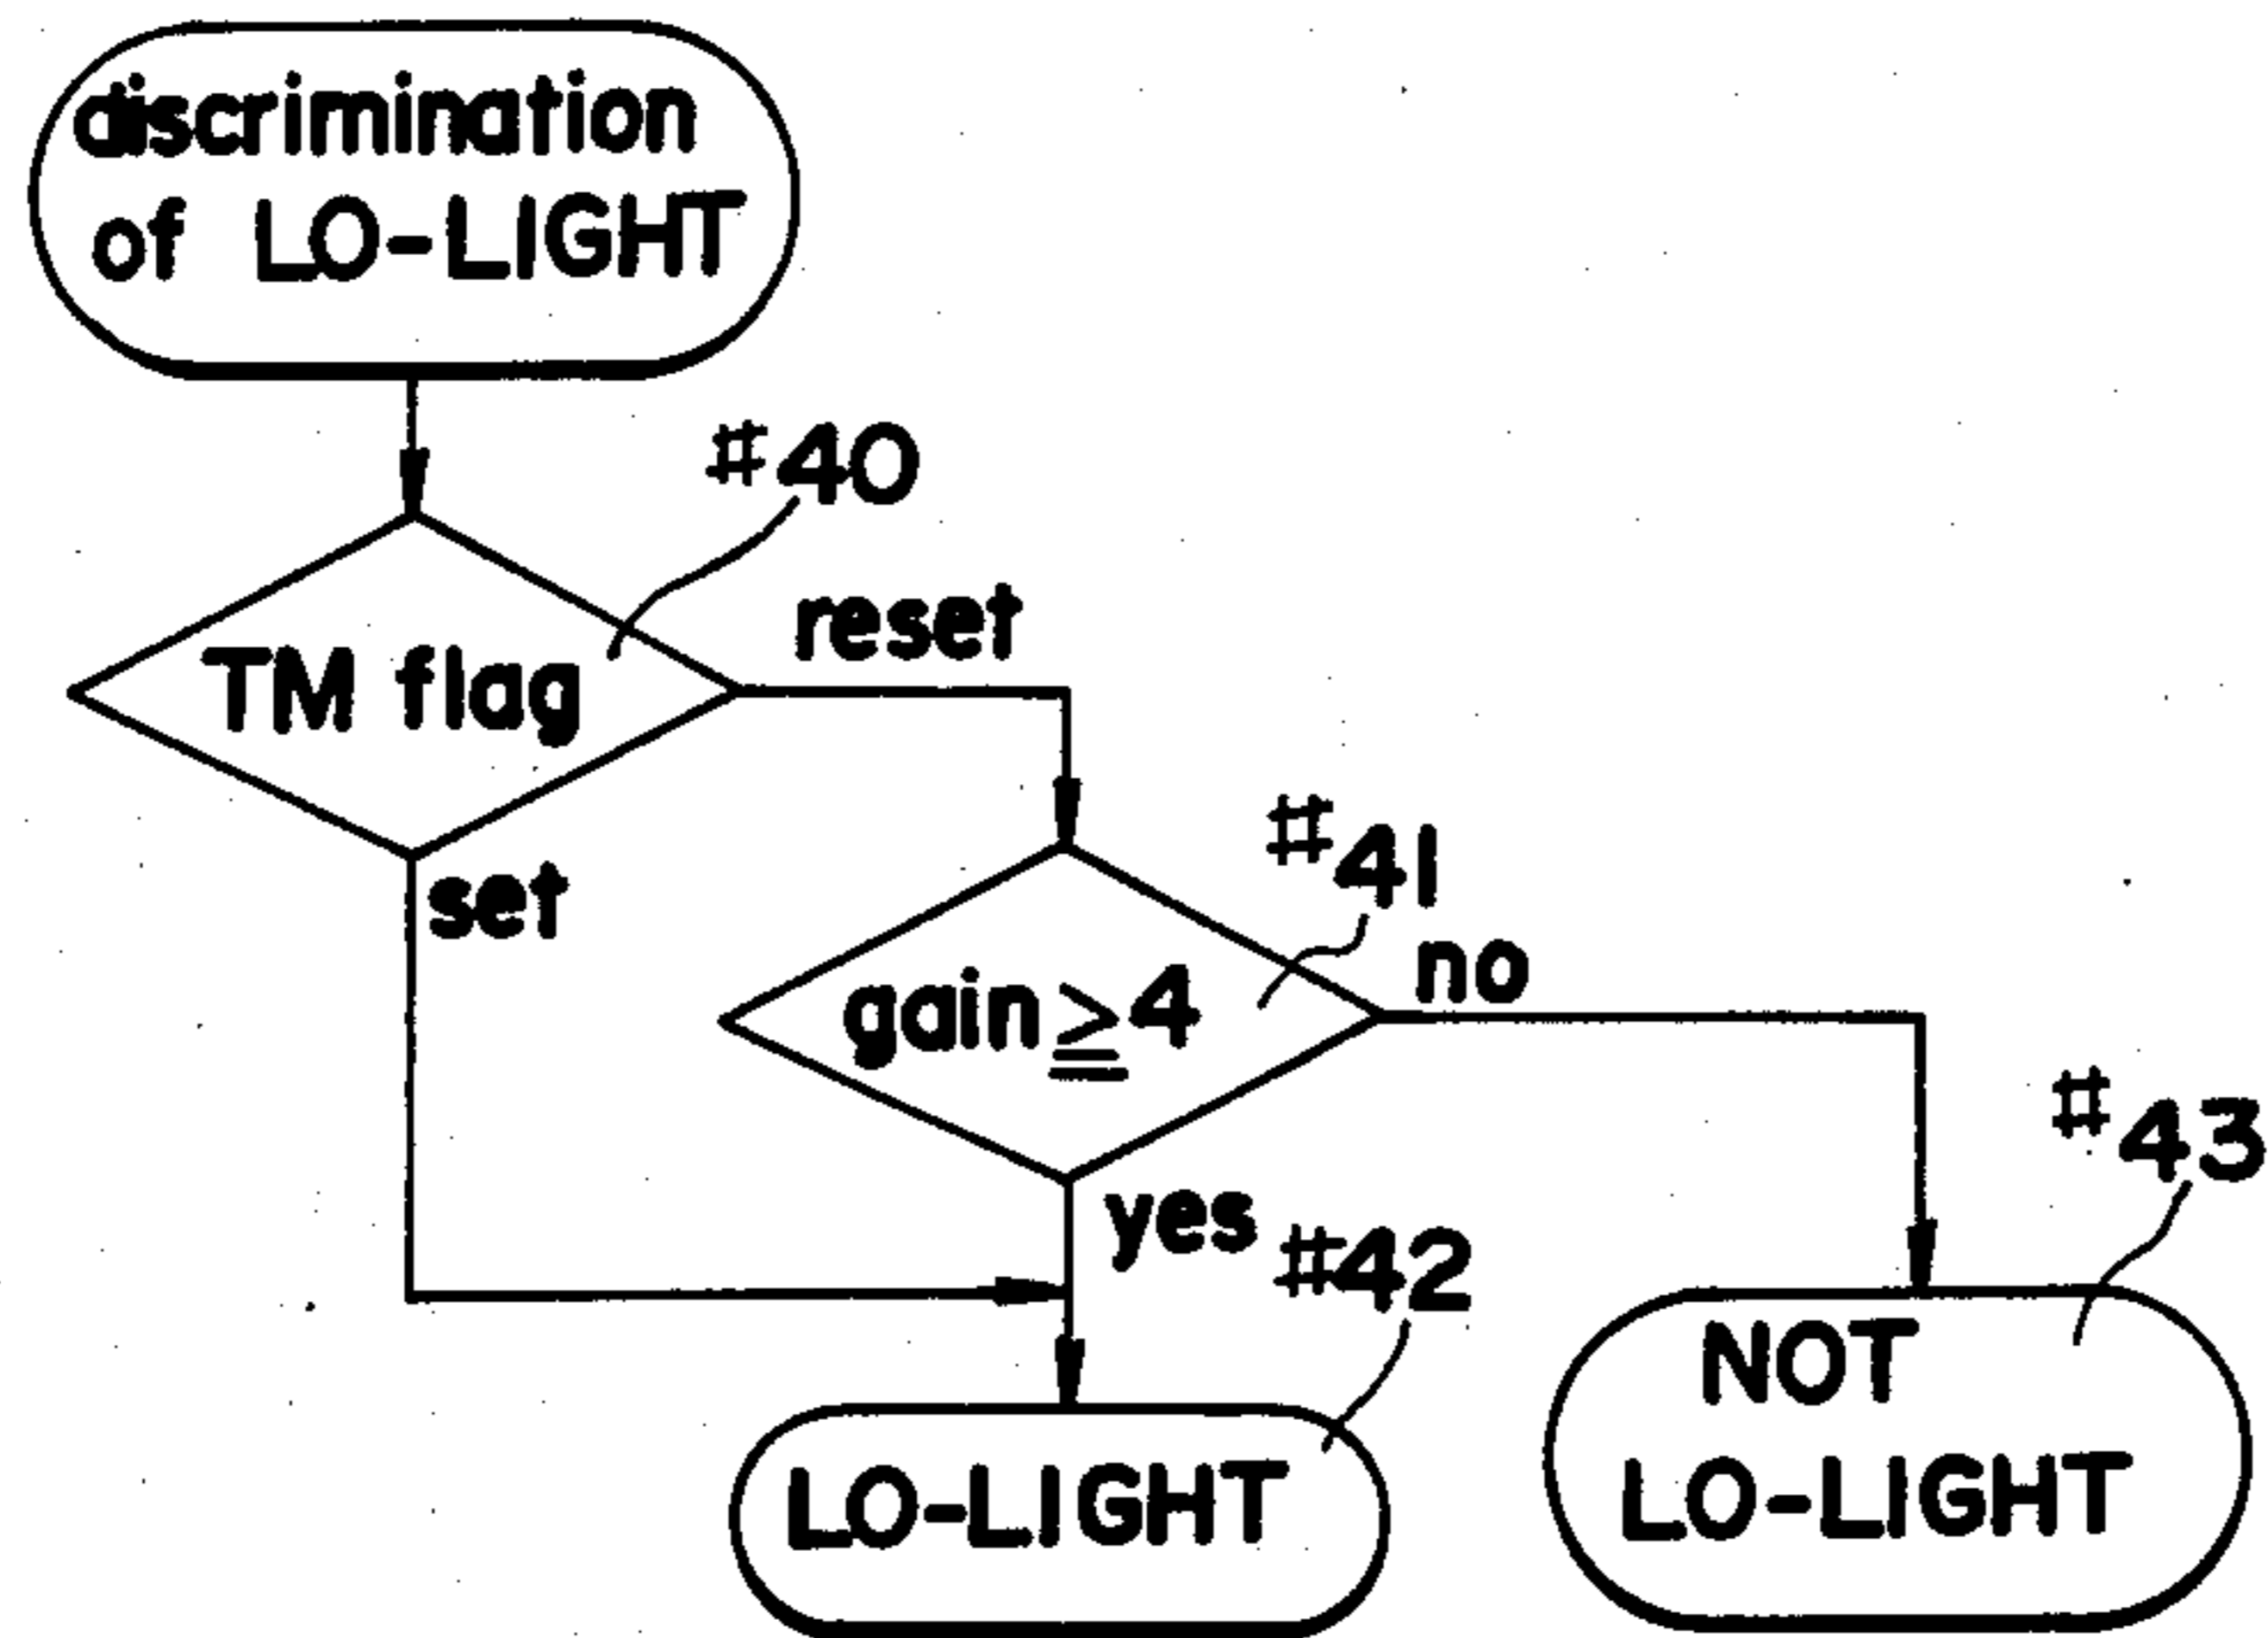 discrimination
of LO-LIGHT
#40
reset
TM flag
set
#41
no
gain≧4
yes
#42
#43
LO-LIGHT
NOT
LO-LIGHT